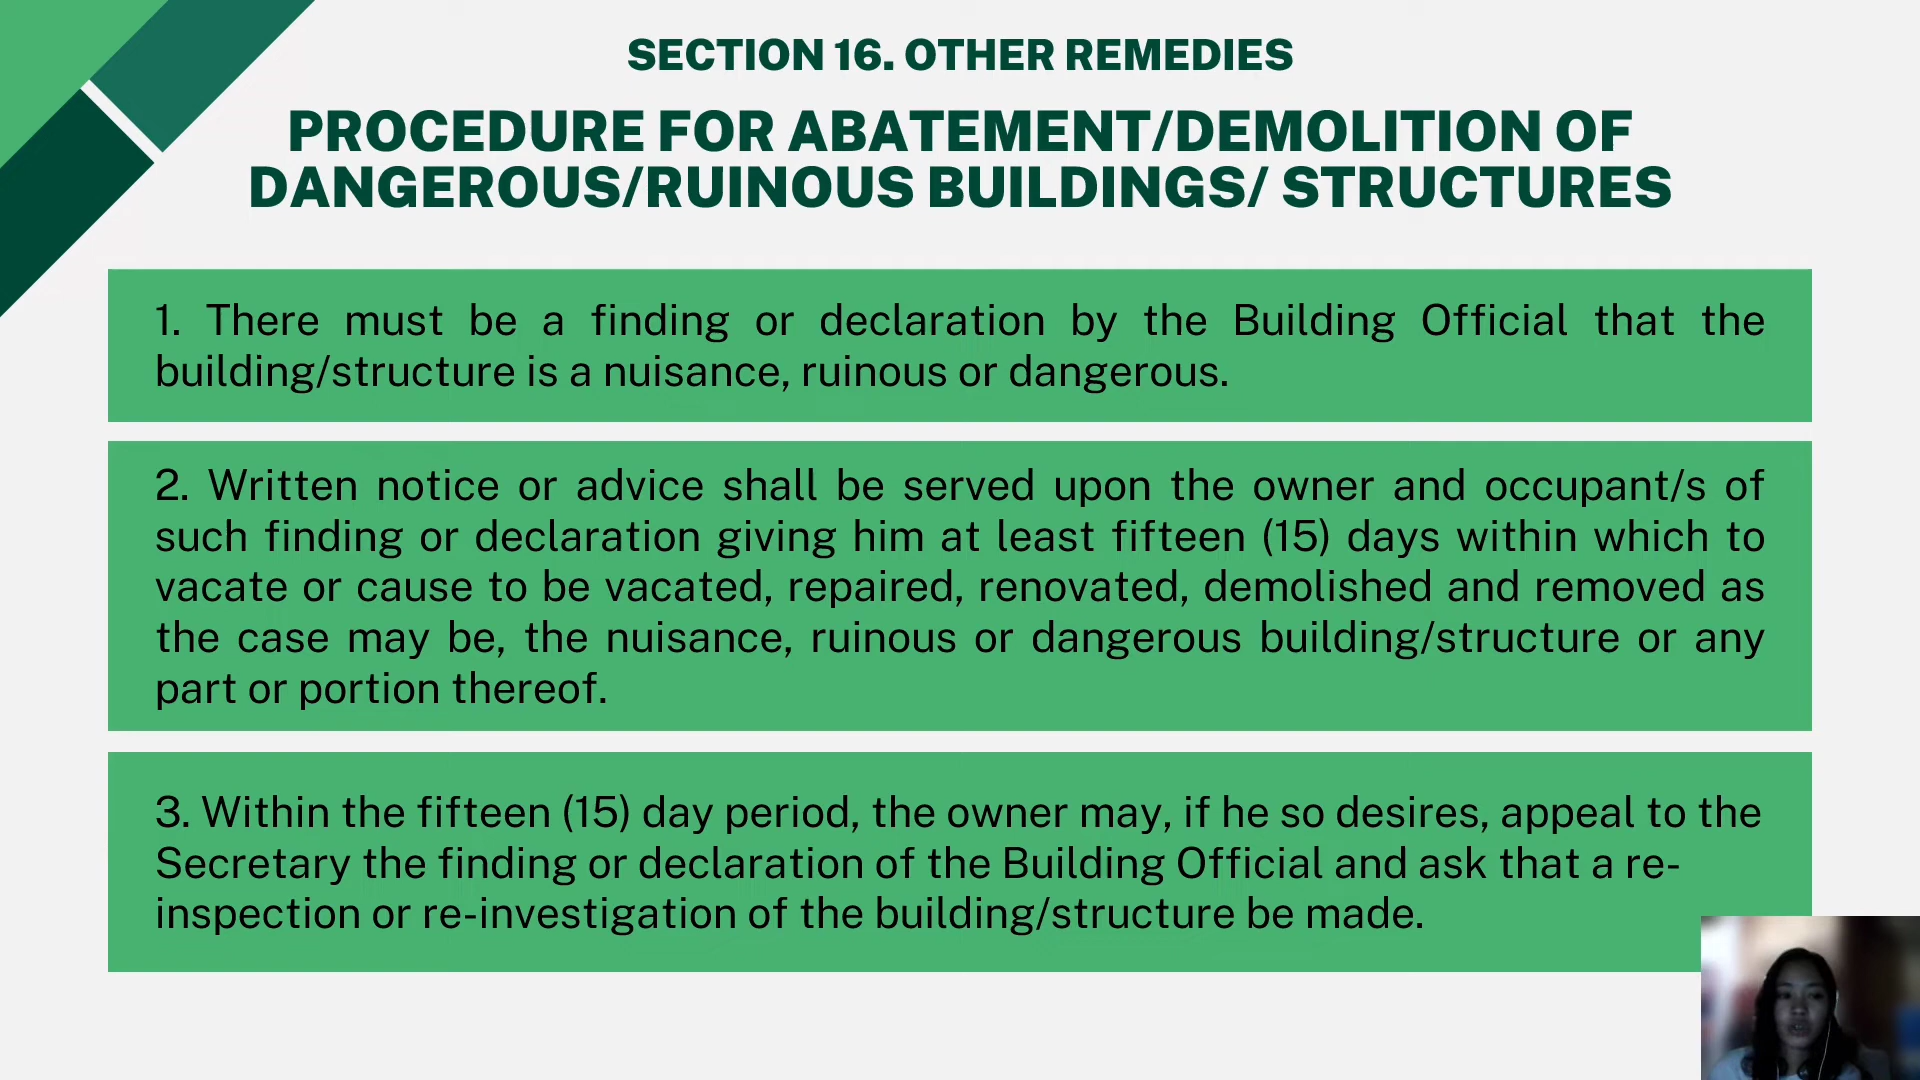 SECTION 16. OTHER REMEDIES
PROCEDURE FOR ABATEMENT/DEMOLITION OF
DANGEROUS/RUINOUS BUILDINGS/ STRUCTURES
1. There must be a finding or declaration by the Building Official that the
building/structure is a nuisance, ruinous or dangerous.
2. Written notice or advice shall be served upon the owner and occupant/s of
such finding or declaration giving him at least fifteen (15) days within which to
vacate or cause to be vacated, repaired, renovated, demolished and removed as
the case may be, the nuisance, ruinous or dangerous building/structure or any
part or portion thereof.
3. Within the fifteen (15) day period, the owner may, if he so desires, appeal to the
Secretary the finding or declaration of the Building Official and ask that a re-
inspection or re-investigation of the building/structure be made.